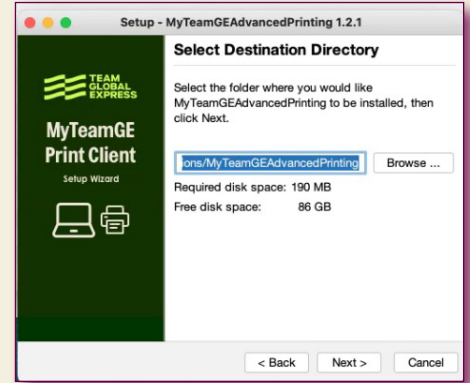 Setup - MyTeamGEAdvancedPrinting 1.2.1
TEAM
GLOBAL
EXPRESS
MyTeamGE
Print Client
Setup Wizard
Select Destination Directory
Select the folder where you would like
MyTeamGEAdvancedPrinting to be installed, then
click Next.
ions/MyTeamGEAdvancedPrinting
Browse ...
Required disk space: 190 MB
Free disk space: 86 GB
< Back
Next >
Cancel